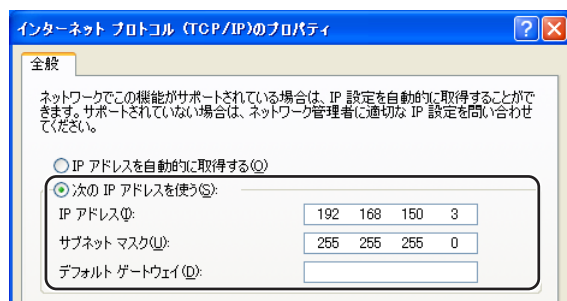 インターネット プロトコル (TCP/IP)のプロパティ
全般
ネットワークでこの機能がサポートされている場合は、IP 設定を自動的に取得することがで
きます。サポートされていない場合は、ネットワーク管理者に適切な IP 設定を問い合わせ
てください。
IP アドレスを自動的に取得する(O)
次の IP アドレスを使う(S):
IP アドレス(I): 192 168 150 3
サブネット マスク(U): 255 255 255 0
デフォルト ゲートウェイ(D):